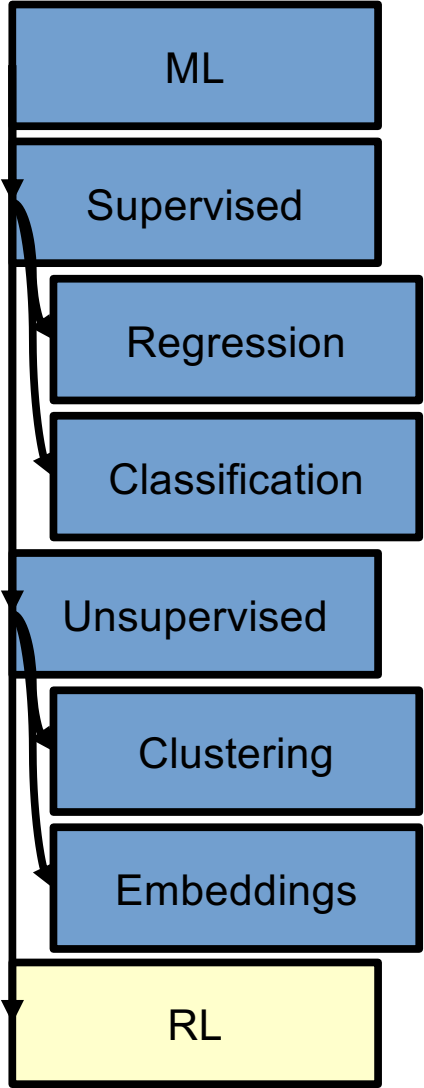 ML
Supervised
Regression
Classification
Unsupervised
Clustering
Embeddings
RL